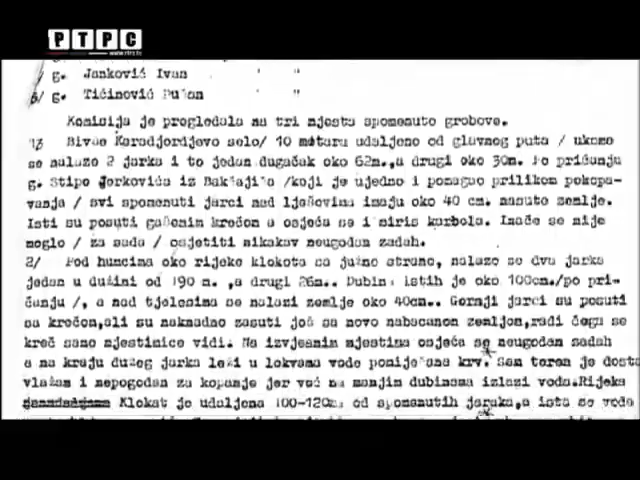 РТРС
www.rtrs.tv
/ g. Janković Ivan " "
/ g. Tićinović Dušan
Komisija je pregledala na tri mjesta spomenute grobove.
Bivše Karadjordjevo selo/ 10 metara udaljeno od glavnog puta / ukome
se nalaze 2 jarka i to jedan dugačak oko 62m.,a drugi oko 30m. Po pričanju
g. Stipe Jerkovića iz /koji je ujedno i pomagao prilikom pokopa-
vanja / svi spomenuti jarci nad lješevima imaju oko 40 cm. nasute zemlje.
Isti su posuti gašenim krečom a osjeća se i miris karbola. Inače se nije
moglo / za sada / osjetiti nikakav neugodan zadah.
2/ Pod humcima oko rijeke klokota sa južne strane, nalaze se dva jarka
jedan u dužini od 190 m. ,a drugi 26m.. Dubina istih je oko 100cm./po pri-
čanju /, a nad tjelesima se nalazi zemlje oko 40cm.. Gornji jarci su posuti
sa krečom,ali su naknadno zasuti još sa novo nabacanom zemljom,radi čega se
kreč samo mjestimice vidi. Na izvjesnim mjestima osjeća se neugodan zadah
a na kraju dužeg jarka leži u lokvama vode pomiješana krv. Sam teren je dosta
vlažan i nepogodan za kopanje jer već na manjim dubinama izlazi voda.Rijeka
Klokot je udaljena 100-120m. od spomenutih jaraka,a ista se voda